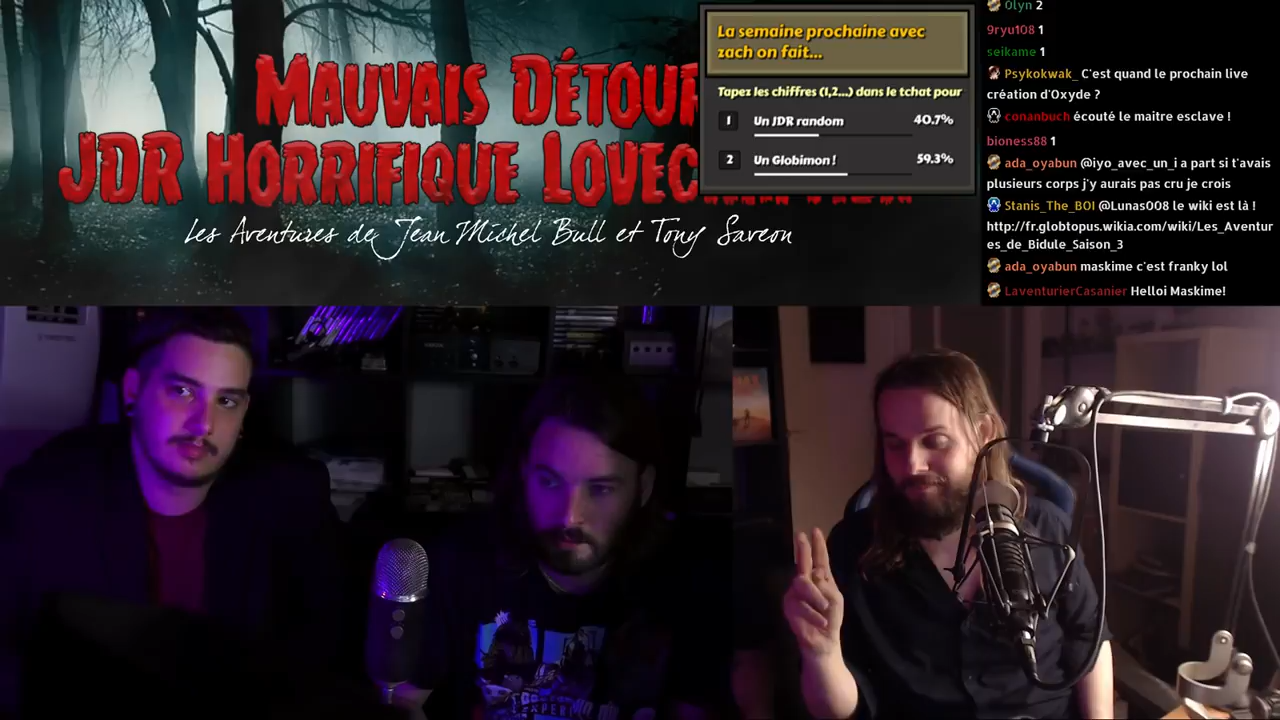 Mauvais Détour
JDR Horrifique Lovec
Les Aventures de Jean Michel Bull et Tony Saveon
La semaine prochaine avec
zach on fait...
Tapez les chiffres (1,2...) dans le tchat pour
1 Un JDR random 40.7%
2 Un Globimon ! 59.3%
Olyn 2
9ryu108 1
seikame 1
Psykokwak_ C'est quand le prochain live
création d'Oxyde ?
conanbuch écouté le maitre esclave !
bioness88 1
ada_oyabun @iyo_avec_un_i a part si t'avais
plusieurs corps j'y aurais pas cru je crois
Stanis_The_BOI @Lunas008 le wiki est là !
http://fr.globtopus.wikia.com/wiki/Les_Aventur
es_de_Bidule_Saison_3
ada_oyabun maskime c'est franky lol
LaventurierCasanier Helloi Maskime!